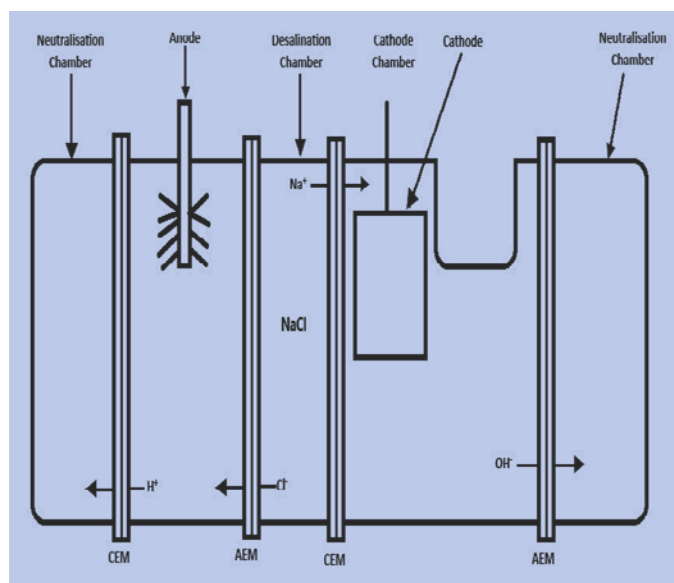 Neutralisation
Chamber
Anode
Desalination
Chamber
Cathode
Chamber
Cathode
Neutralisation
Chamber
Na⁺
NaCl
OH⁻
H⁺
Cl⁻
CEM
AEM
CEM
AEM